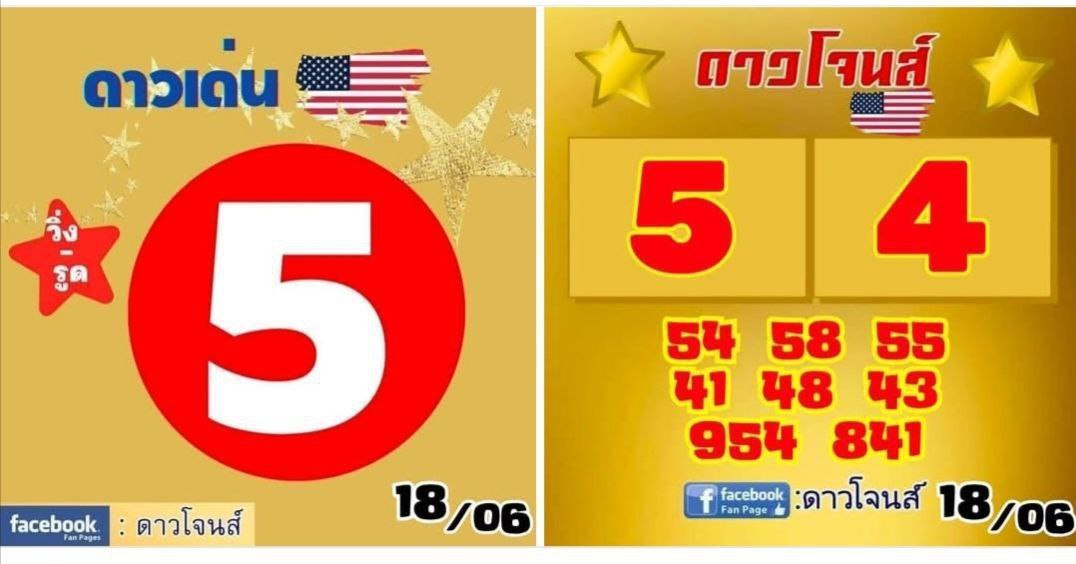 ดาวเด่น
วิ่ง
-
รูด
5
facebook.
Fan Pages
: ดาวโจนส์
18/06
ดาวโจนส์
5 4
54 58 55
41 48 43
954 841
facebook
Fan Page
:ดาวโจนส์
18/06